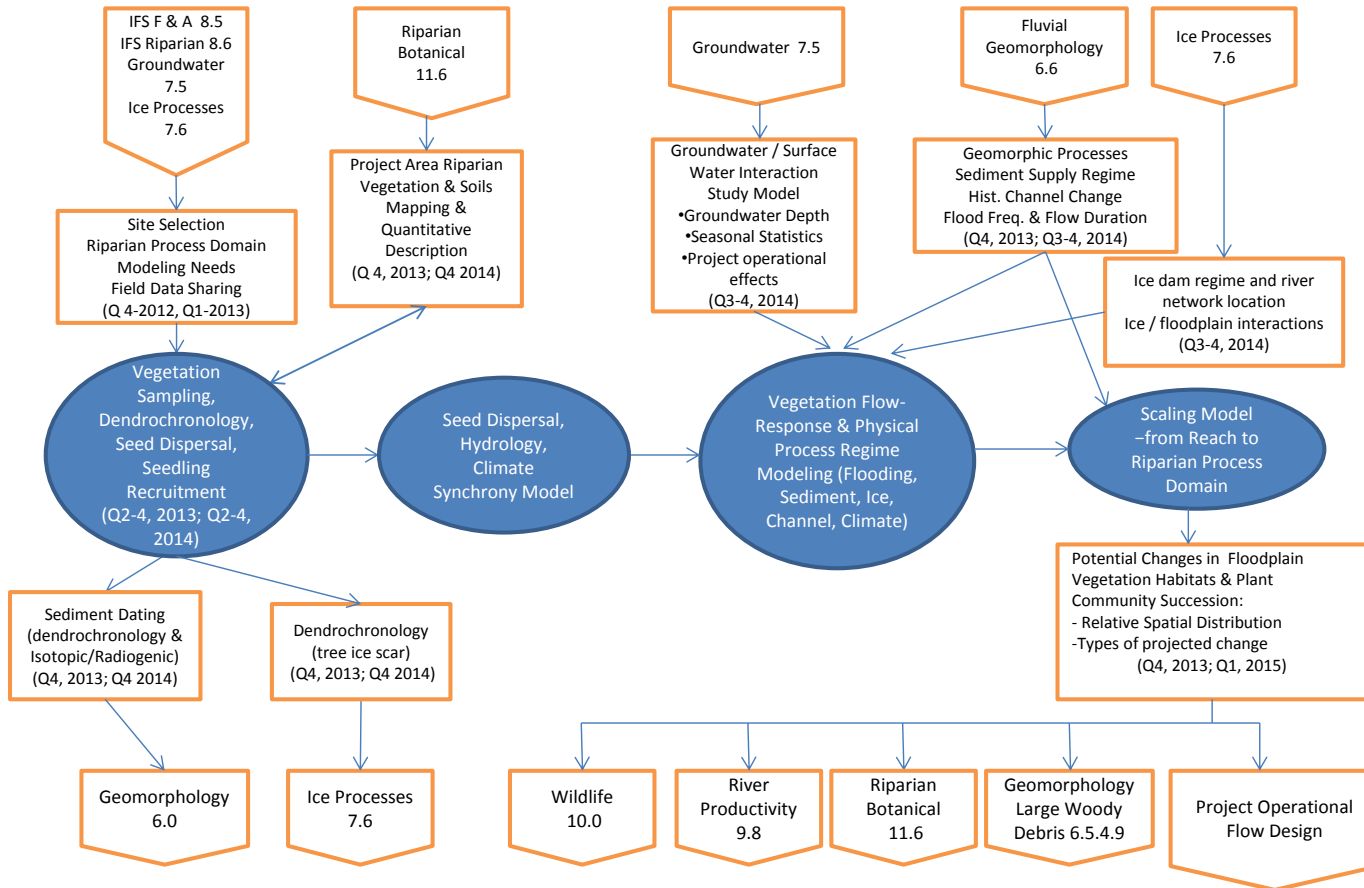 IFS F & A  8.5
IFS Riparian 8.6
Groundwater
7.5
Ice Processes
7.6
Riparian
Botanical
11.6
Groundwater  7.5
Fluvial
Geomorphology
6.6
Ice Processes
7.6
Site Selection
Riparian Process Domain
Modeling Needs
Field Data Sharing
(Q 4-2012, Q1-2013)
Project Area Riparian
Vegetation & Soils
Mapping &
Quantitative
Description
(Q 4, 2013; Q4 2014)
Groundwater / Surface
Water Interaction
Study Model
•Groundwater Depth
•Seasonal Statistics
•Project operational
effects
(Q3-4, 2014)
Geomorphic Processes
Sediment Supply Regime
Hist. Channel Change
Flood Freq. & Flow Duration
(Q4, 2013; Q3-4, 2014)
Ice dam regime and river
network location
Ice / floodplain interactions
(Q3-4, 2014)
Vegetation
Sampling,
Dendrochronology,
Seed Dispersal,
Seedling
Recruitment
(Q2-4, 2013; Q2-4,
2014)
Seed Dispersal,
Hydrology,
Climate
Synchrony Model
Vegetation Flow-
Response & Physical
Process Regime
Modeling (Flooding,
Sediment, Ice,
Channel, Climate)
Scaling Model
–from Reach to
Riparian Process
Domain
Sediment Dating
(dendrochronology &
Isotopic/Radiogenic)
(Q4, 2013; Q4 2014)
Dendrochronology
(tree ice scar)
(Q4, 2013; Q4 2014)
Potential Changes in  Floodplain
Vegetation Habitats & Plant
Community Succession:
- Relative Spatial Distribution
-Types of projected change
(Q4, 2013; Q1, 2015)
Geomorphology
6.0
Ice Processes
7.6
Wildlife
10.0
River
Productivity
9.8
Riparian
Botanical
11.6
Geomorphology
Large Woody
Debris 6.5.4.9
Project Operational
Flow Design